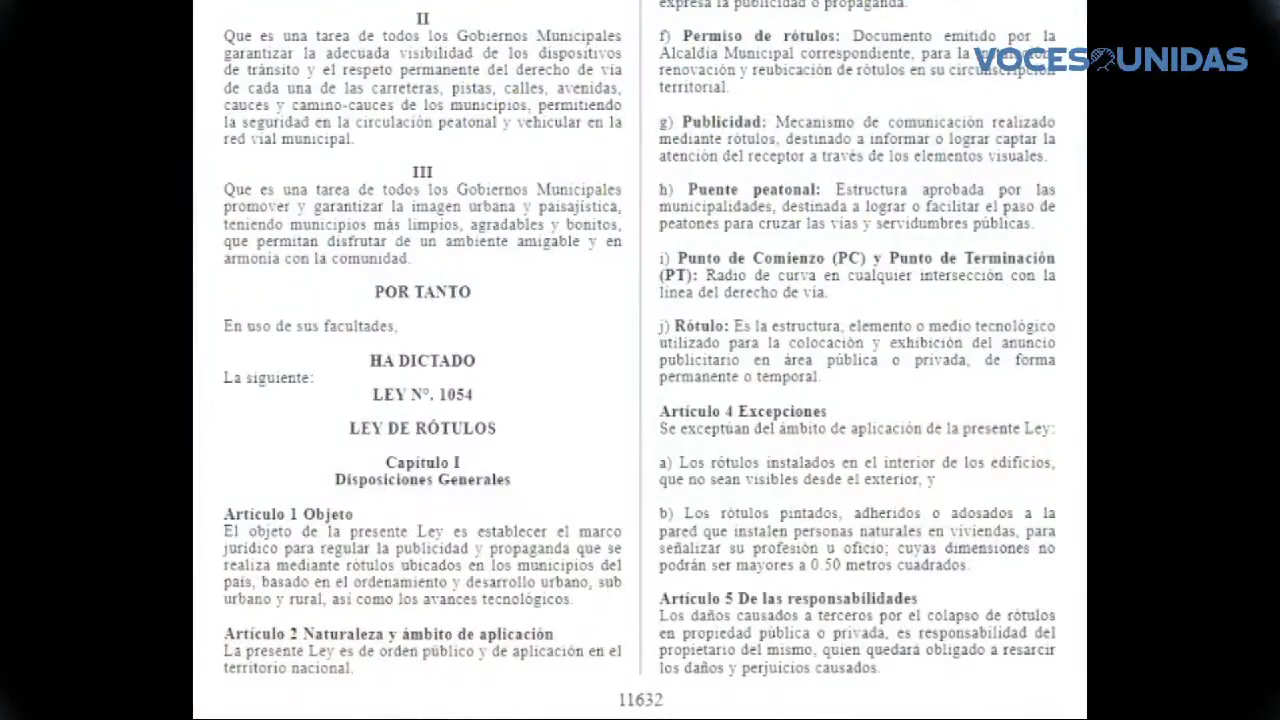 II
Que es una tarea de todos los Gobiernos Municipales
garantizar la adecuada visibilidad de los dispositivos
de tránsito y el respeto permanente del derecho de vía
de cada una de las carreteras, pistas, calles, avenidas,
cauces y camino-cauces de los municipios, permitiendo
la seguridad en la circulación peatonal y vehicular en la
red vial municipal.
III
Que es una tarea de todos los Gobiernos Municipales
promover y garantizar la imagen urbana y paisajística,
teniendo municipios más limpios, agradables y bonitos,
que permitan disfrutar de un ambiente amigable y en
armonía con la comunidad.
POR TANTO
En uso de sus facultades,
HA DICTADO
La siguiente:
LEY N°. 1054
LEY DE RÓTULOS
Capítulo I
Disposiciones Generales
Artículo 1 Objeto
El objeto de la presente Ley es establecer el marco
jurídico para regular la publicidad y propaganda que se
realiza mediante rótulos ubicados en los municipios del
país, basado en el ordenamiento y desarrollo urbano, sub
urbano y rural, así como los avances tecnológicos.
Artículo 2 Naturaleza y ámbito de aplicación
La presente Ley es de orden público y de aplicación en el
territorio nacional.
expresa la publicidad o propaganda.
f) Permiso de rótulos: Documento emitido por la
Alcaldía Municipal correspondiente, para la
renovación y reubicación de rótulos en su circunscripción
territorial.
g) Publicidad: Mecanismo de comunicación realizado
mediante rótulos, destinado a informar o lograr captar la
atención del receptor a través de los elementos visuales.
h) Puente peatonal: Estructura aprobada por las
municipalidades, destinada a lograr o facilitar el paso de
peatones para cruzar las vías y servidumbres públicas.
i) Punto de Comienzo (PC) y Punto de Terminación
(PT): Radio de curva en cualquier intersección con la
línea del derecho de vía.
j) Rótulo: Es la estructura, elemento o medio tecnológico
utilizado para la colocación y exhibición del anuncio
publicitario en área pública o privada, de forma
permanente o temporal.
Artículo 4 Excepciones
Se exceptúan del ámbito de aplicación de la presente Ley:
a) Los rótulos instalados en el interior de los edificios,
que no sean visibles desde el exterior, y
b) Los rótulos pintados, adheridos o adosados a la
pared que instalen personas naturales en viviendas, para
señalizar su profesión u oficio; cuyas dimensiones no
podrán ser mayores a 0.50 metros cuadrados.
Artículo 5 De las responsabilidades
Los daños causados a terceros por el colapso de rótulos
en propiedad pública o privada, es responsabilidad del
propietario del mismo, quien quedará obligado a resarcir
los daños y perjuicios causados.
11632
VOCES UNIDAS